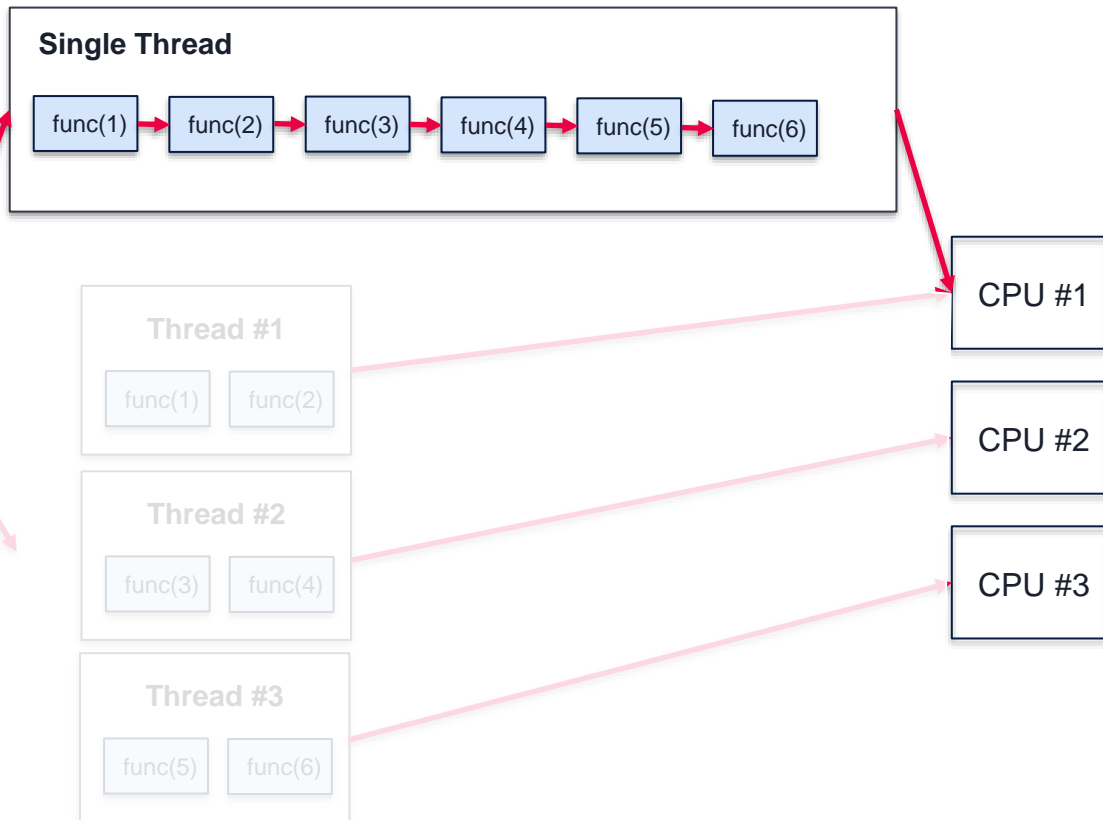 Single Thread
func(1) func(2) func(3) func(4) func(5) func(6)
CPU #1
Thread #1
func(1) func(2)
CPU #2
Thread #2
func(3) func(4)
CPU #3
Thread #3
func(5) func(6)